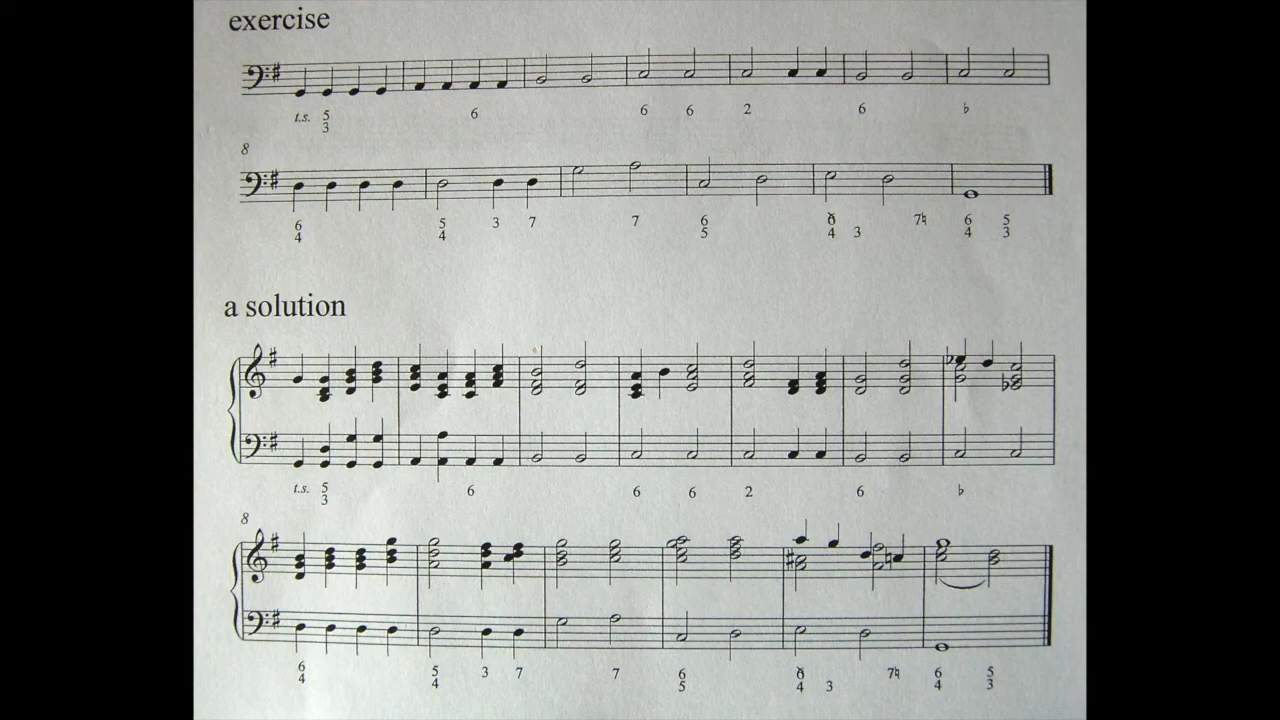 exercise
t.s. 5 6 6 6 2 6 ♭
3
8
6 5 3 7 7 6 6 7♮ 6 5
4 4 5 4 3 4 3
a solution
t.s. 5 6 6 6 2 6 ♭
3
8
6 5 3 7 7 6 6 7♮ 6 5
4 4 5 4 3 4 3